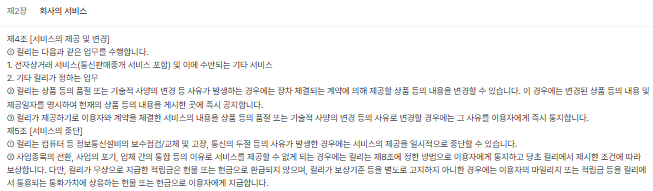 제2장 회사의 서비스
제4조 [서비스의 제공 및 변경]
① 컬리는 다음과 같은 업무를 수행합니다.
1. 전자상거래 서비스(통신판매중개 서비스 포함) 및 이에 수반되는 기타 서비스
2. 기타 컬리가 정하는 업무
② 컬리는 상품 등의 품절 또는 기술적 사양의 변경 등 사유가 발생하는 경우에는 장차 체결되는 계약에 의해 제공할 상품 등의 내용을 변경할 수 있습니다. 이 경우에는 변경된 상품 등의 내용 및
제공일자를 명시하여 현재의 상품 등의 내용을 게시한 곳에 즉시 공지합니다.
③ 컬리가 제공하기로 이용자와 계약을 체결한 서비스의 내용을 상품 등의 품절 또는 기술적 사양의 변경 등의 사유로 변경할 경우에는 그 사유를 이용자에게 즉시 통지합니다.
제5조 [서비스의 중단]
① 컬리는 컴퓨터 등 정보통신설비의 보수점검/교체 및 고장, 통신의 두절 등의 사유가 발생한 경우에는 서비스의 제공을 일시적으로 중단할 수 있습니다.
② 사업종목의 전환, 사업의 포기, 업체 간의 통합 등의 이유로 서비스를 제공할 수 없게 되는 경우에는 컬리는 제8조에 정한 방법으로 이용자에게 통지하고 당초 컬리에서 제시한 조건에 따라
보상합니다. 다만, 컬리가 무상으로 지급한 적립금은 현물 또는 현금으로 환급되지 않으며, 컬리가 보상기준 등을 별도로 고지하지 아니한 경우에는 이용자의 마일리지 또는 적립금 등을 컬리에
서 통용되는 통화가치에 상응하는 현물 또는 현금으로 이용자에게 지급합니다.